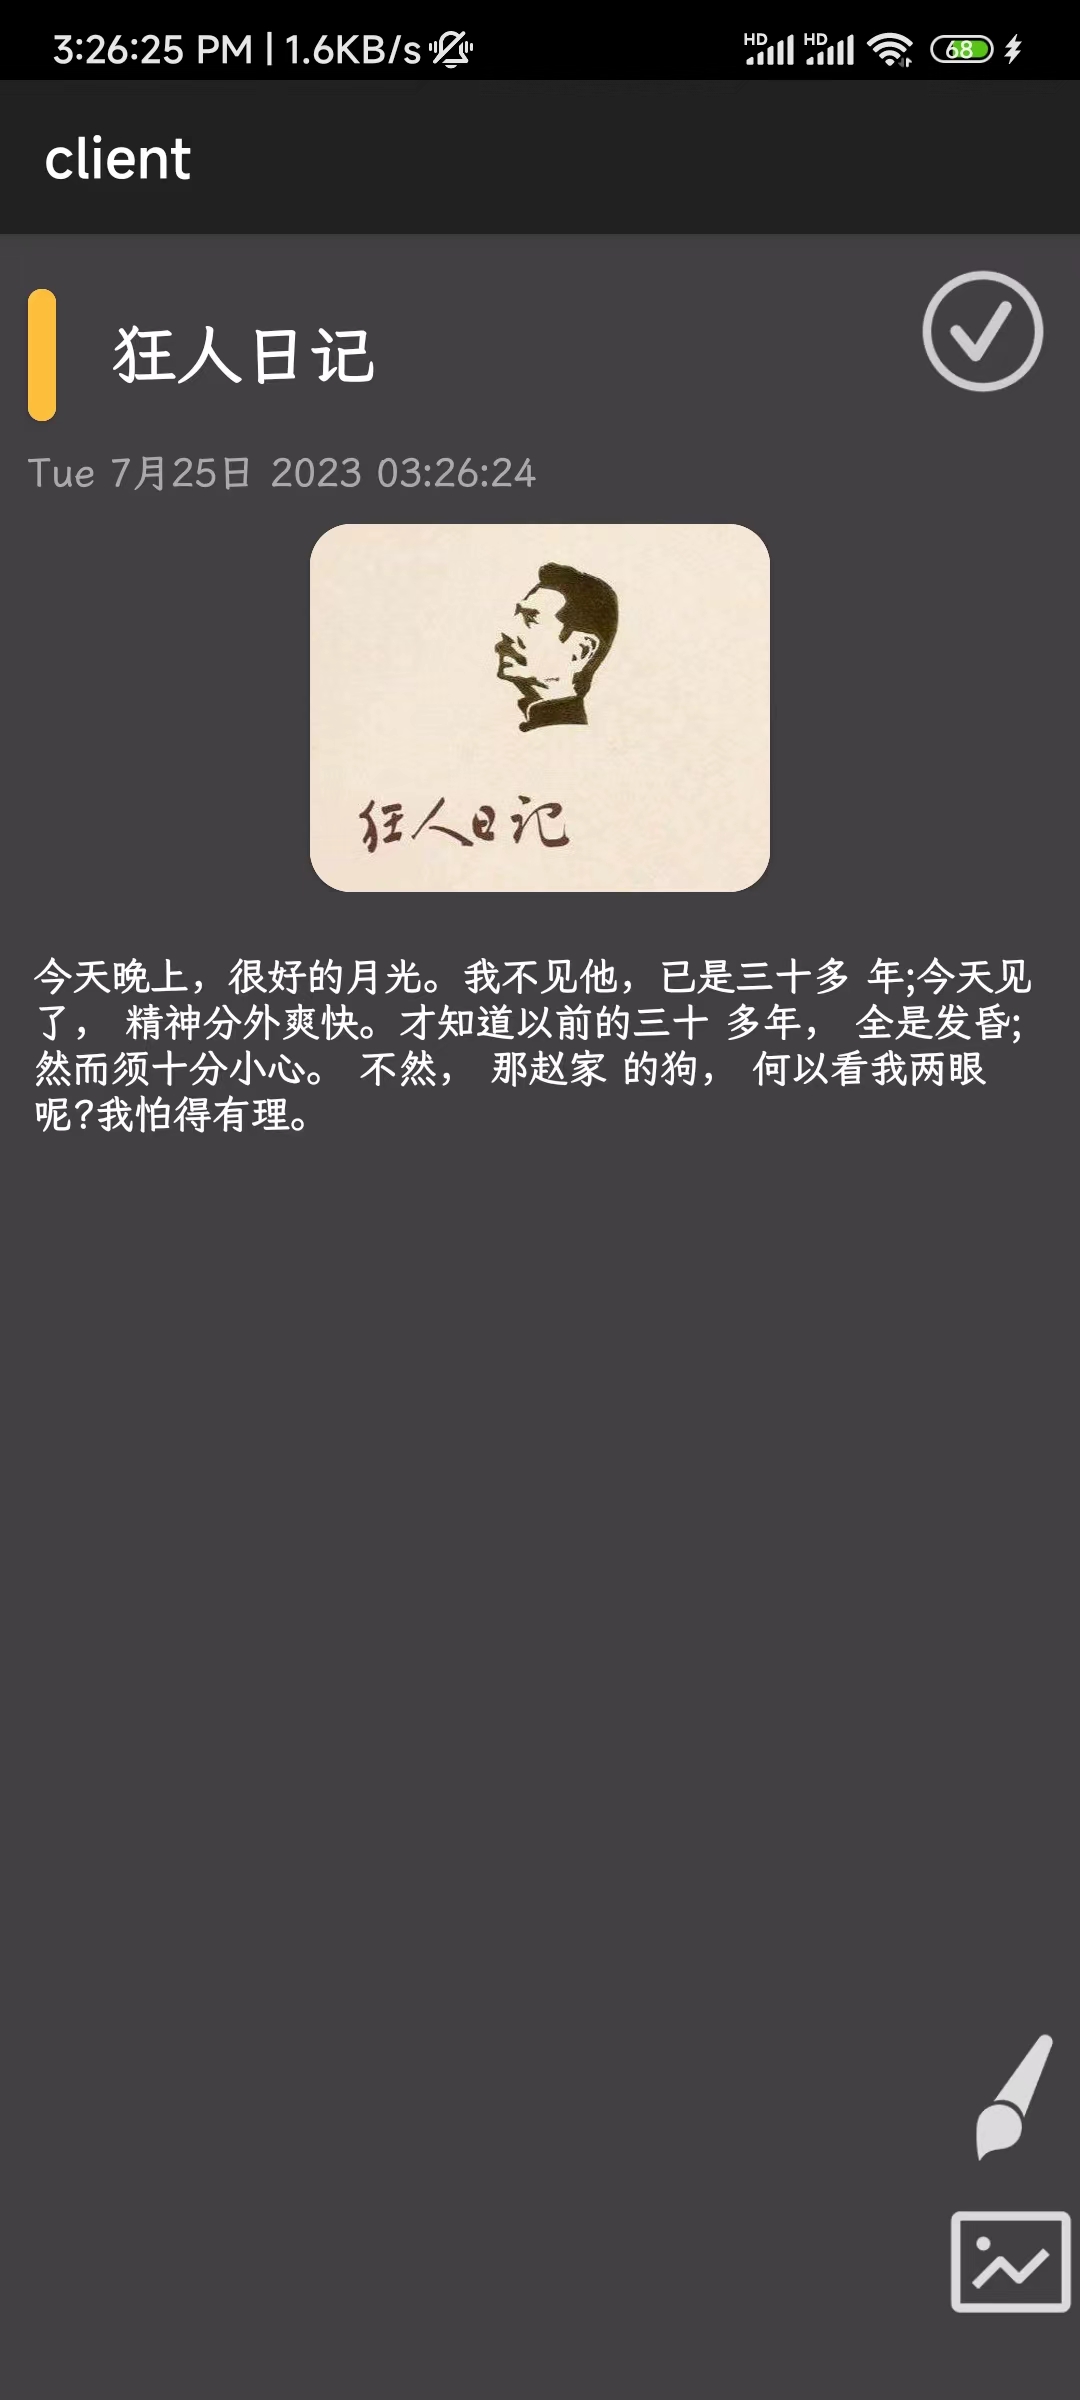 3:26:25 PM | 1.6KB/s HD HD 68
client
狂人日记
Tue 7月25日 2023 03:26:24
狂人日记
今天晚上，很好的月光。我不见他，已是三十多 年;今天见
了， 精神分外爽快。才知道以前的三十 多年， 全是发昏;
然而须十分小心。 不然， 那赵家 的狗， 何以看我两眼
呢?我怕得有理。